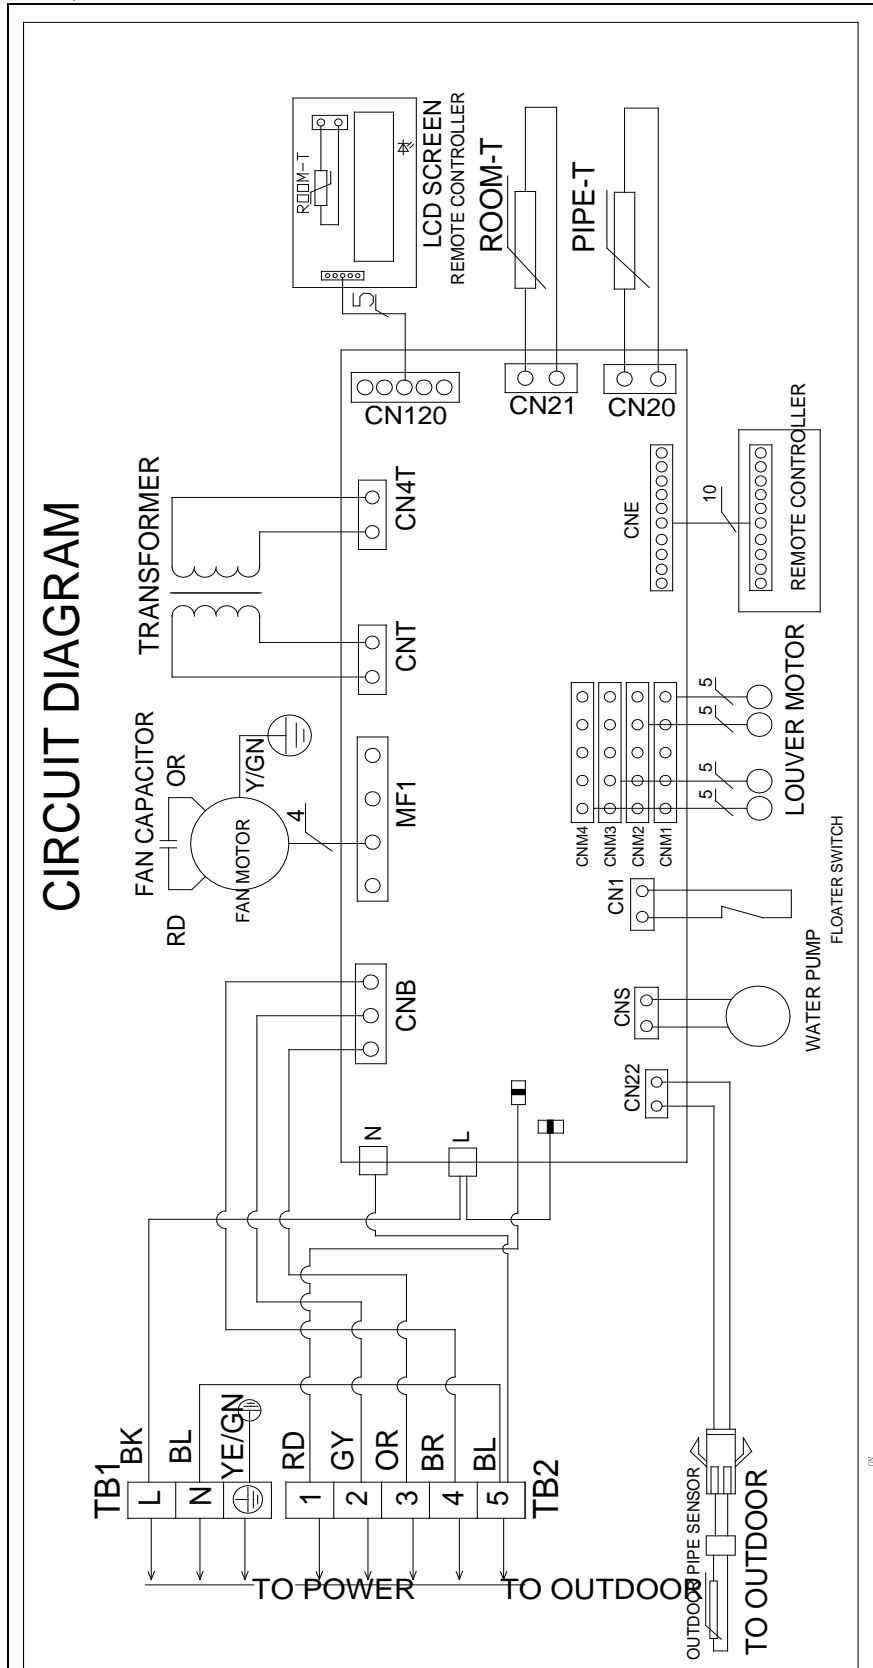 CIRCUIT DIAGRAM
ROOM-T
5
LCD SCREEN
REMOTE CONTROLLER
ROOM-T
PIPE-T
CN120
CN21
CN20
TRANSFORMER
CN4T
CNT
CNE
10
REMOTE CONTROLLER
FAN CAPACITOR
OR
RD
Y/GN
FAN MOTOR
4
MF1
CNM4
CNM3
CNM2
CNM1
5
5
5
5
LOUVER MOTOR
CN1
FLOATER SWITCH
CNB
CNS
WATER PUMP
CN22
N
L
TB1
BK
BL
YE/GN
L
N
RD
GY
OR
BR
BL
1
2
3
4
5
TB2
TO POWER
TO OUTDOOR
OUTDOOR PIPE SENSOR
TO OUTDOOR